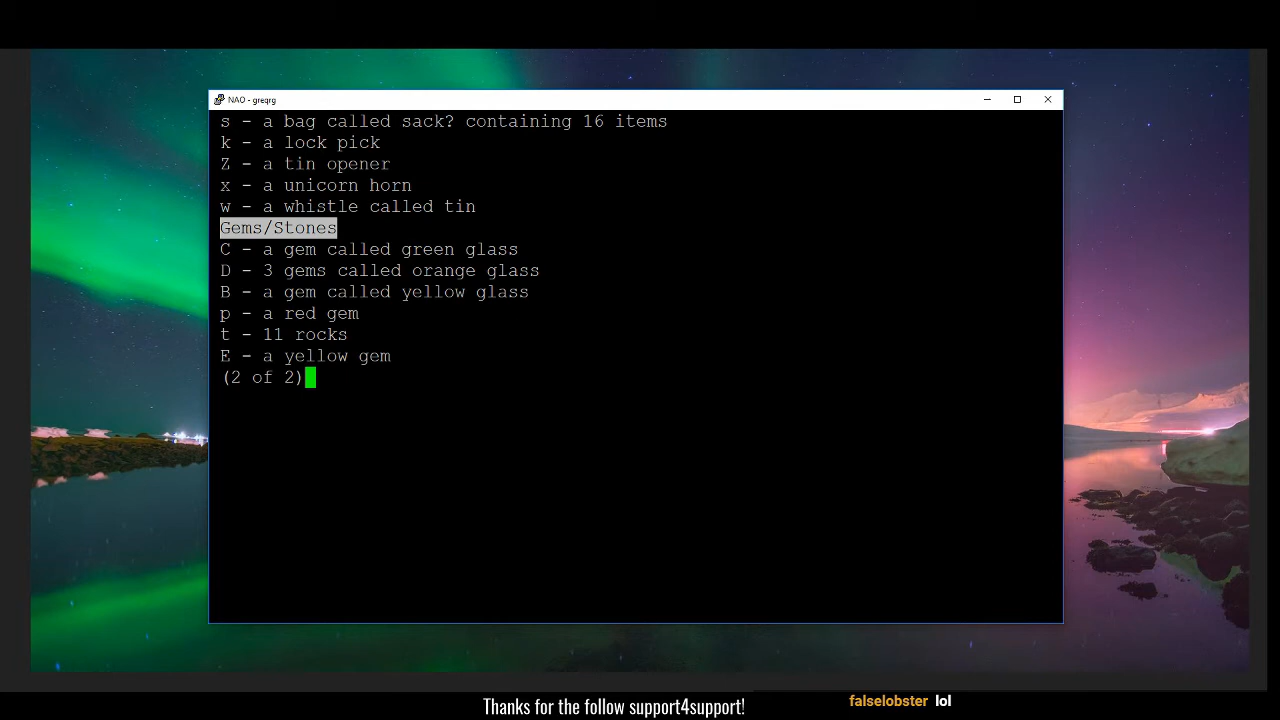 NAO - greqrg
s - a bag called sack? containing 16 items
k - a lock pick
Z - a tin opener
x - a unicorn horn
w - a whistle called tin
Gems/Stones
C - a gem called green glass
D - 3 gems called orange glass
B - a gem called yellow glass
p - a red gem
t - 11 rocks
E - a yellow gem
(2 of 2)
Thanks for the follow support4support!
falselobster lol